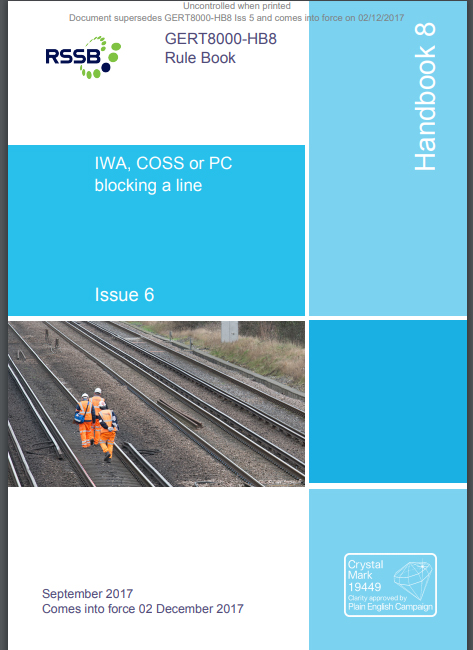 Uncontrolled when printed
Document supersedes GERT8000-HB8 Iss 5 and comes into force on 02/12/2017
RSSB
GERT8000-HB8
Rule Book
Handbook 8
IWA, COSS or PC
blocking a line
Issue 6
Crystal
Mark
19449
Clarity approved by
Plain English Campaign
September 2017
Comes into force 02 December 2017